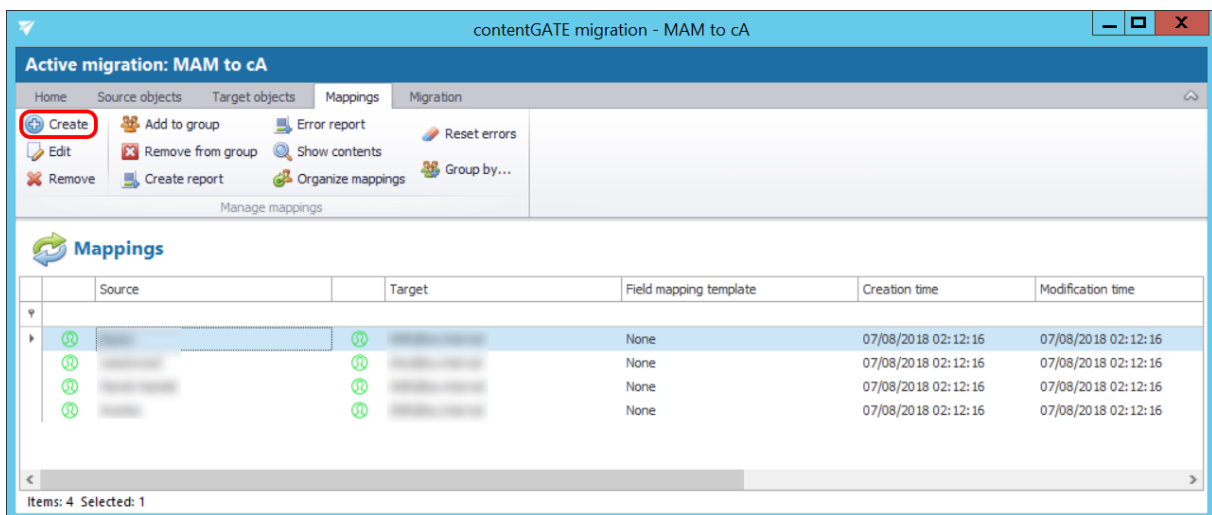 contentGATE migration - MAM to cA
Active migration: MAM to cA
Home Source objects Target objects Mappings Migration
Create Add to group Error report Reset errors
Edit Remove from group Show contents Group by...
Remove Create report Organize mappings
Manage mappings
Mappings
Source Target Field mapping template Creation time Modification time
None 07/08/2018 02:12:16 07/08/2018 02:12:16
None 07/08/2018 02:12:16 07/08/2018 02:12:16
None 07/08/2018 02:12:16 07/08/2018 02:12:16
None 07/08/2018 02:12:16 07/08/2018 02:12:16
Items: 4 Selected: 1